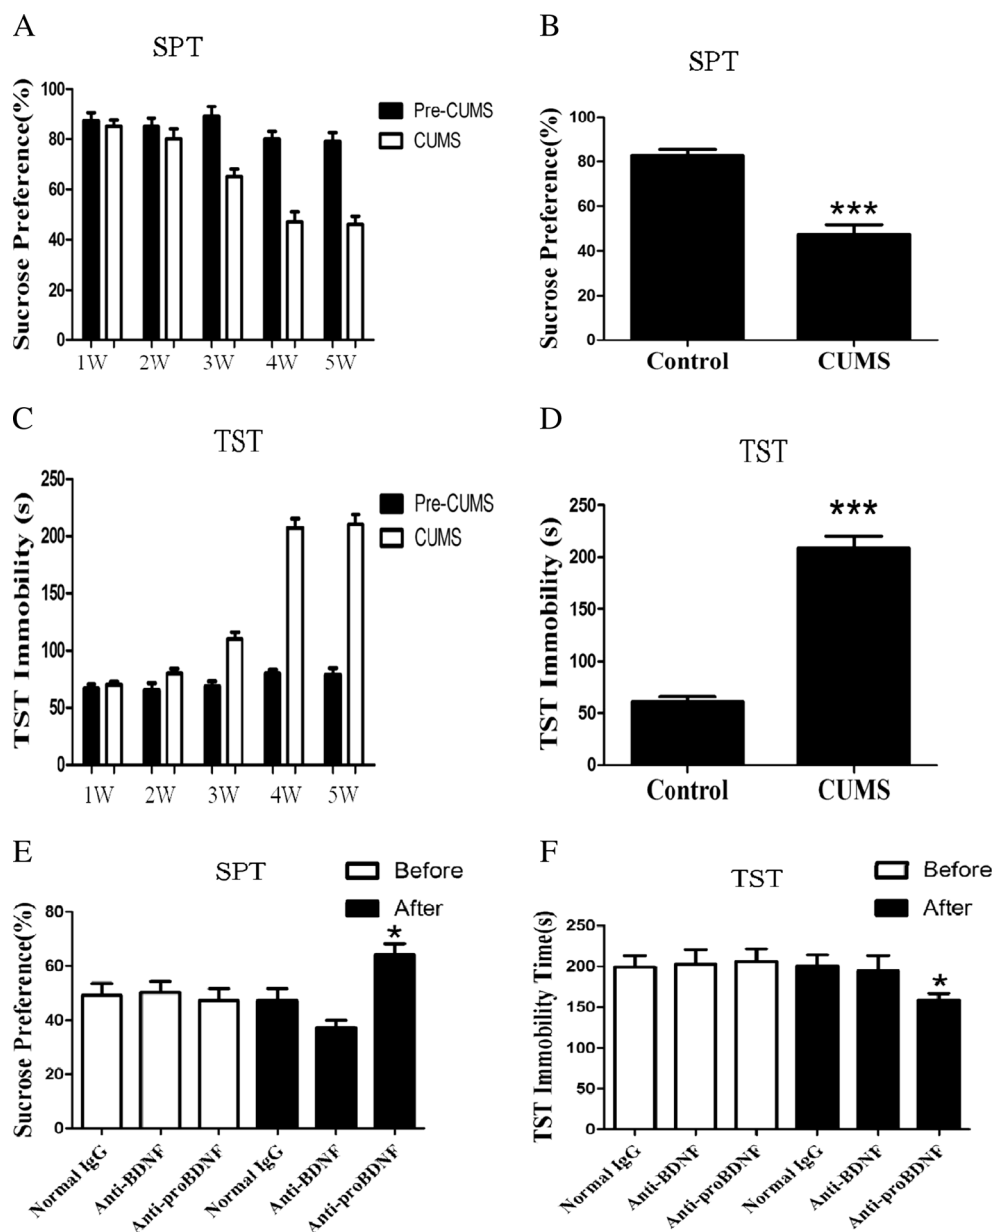 A
SPT
Sucrose Preference(%)
100
80
60
40
20
0
1W 2W 3W 4W 5W
Pre-CUMS
CUMS
B
SPT
Sucrose Preference(%)
100
80
60
40
20
0
***
Control CUMS
C
TST
TST Immobility (s)
250
200
150
100
50
0
1W 2W 3W 4W 5W
Pre-CUMS
CUMS
D
TST
TST Immobility (s)
250
200
150
100
50
0
***
Control CUMS
E
SPT
Before
After
Sucrose Preference(%)
80
60
40
20
0
*
Normal IgG Anti-BDNF Anti-proBDNF Normal IgG Anti-BDNF Anti-proBDNF
F
TST
Before
After
TST Immobility Time(s)
250
200
150
100
50
0
*
Normal IgG Anti-BDNF Anti-proBDNF Normal IgG Anti-BDNF Anti-proBDNF